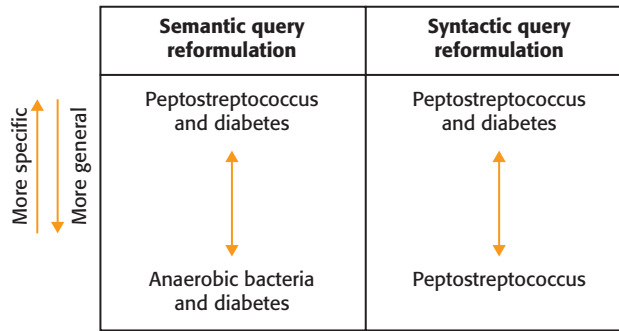 Semantic query
reformulation
Syntactic query
reformulation
More specific
More general
Peptostreptococcus
and diabetes
Peptostreptococcus
and diabetes
Anaerobic bacteria
and diabetes
Peptostreptococcus